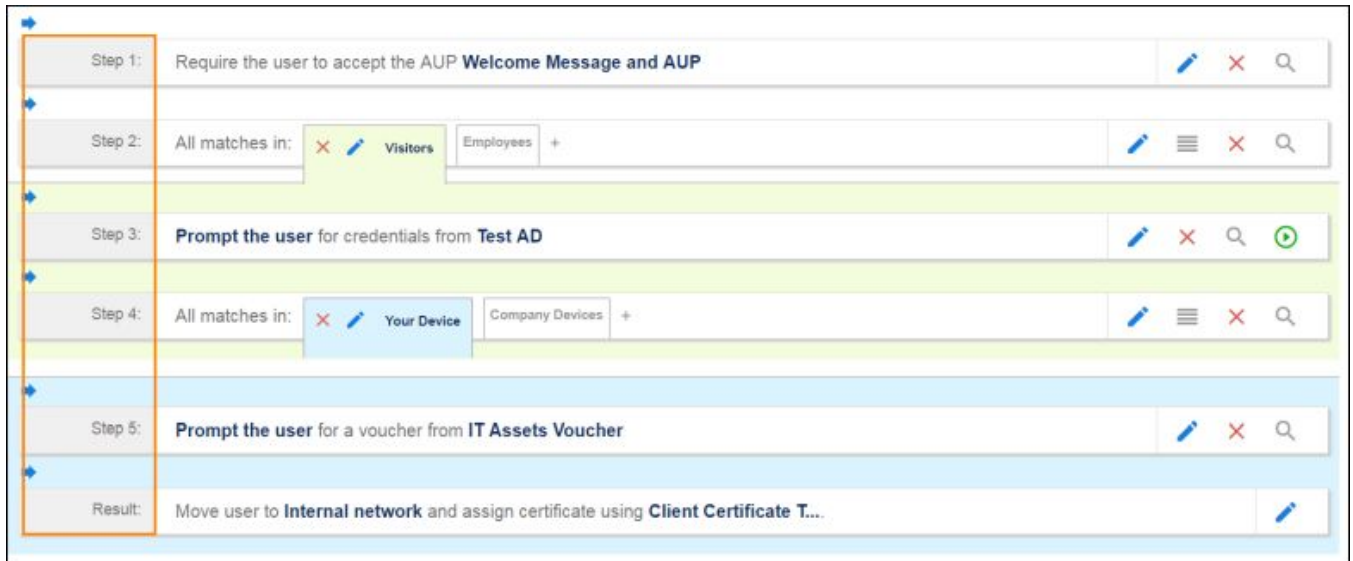 Step 1: Require the user to accept the AUP Welcome Message and AUP
Step 2: All matches in: Visitors Employees +
Step 3: Prompt the user for credentials from Test AD
Step 4: All matches in: Your Device Company Devices +
Step 5: Prompt the user for a voucher from IT Assets Voucher
Result: Move user to Internal network and assign certificate using Client Certificate T....